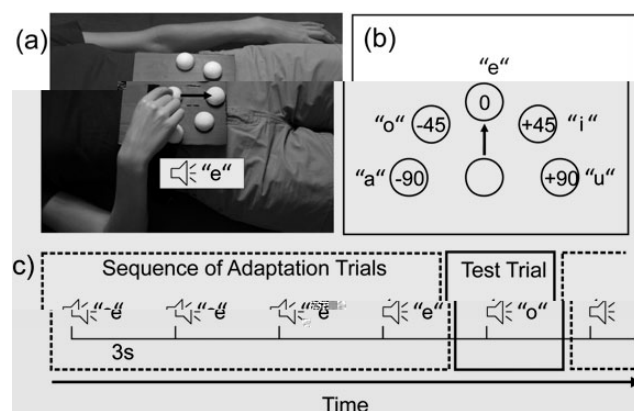 (a)
"e"
(b)
"e"
0
"o" -45 +45 "i"
"a" -90 +90 "u"
c)
Sequence of Adaptation Trials Test Trial
"e" "e" "e" "e" "o"
3s
Time